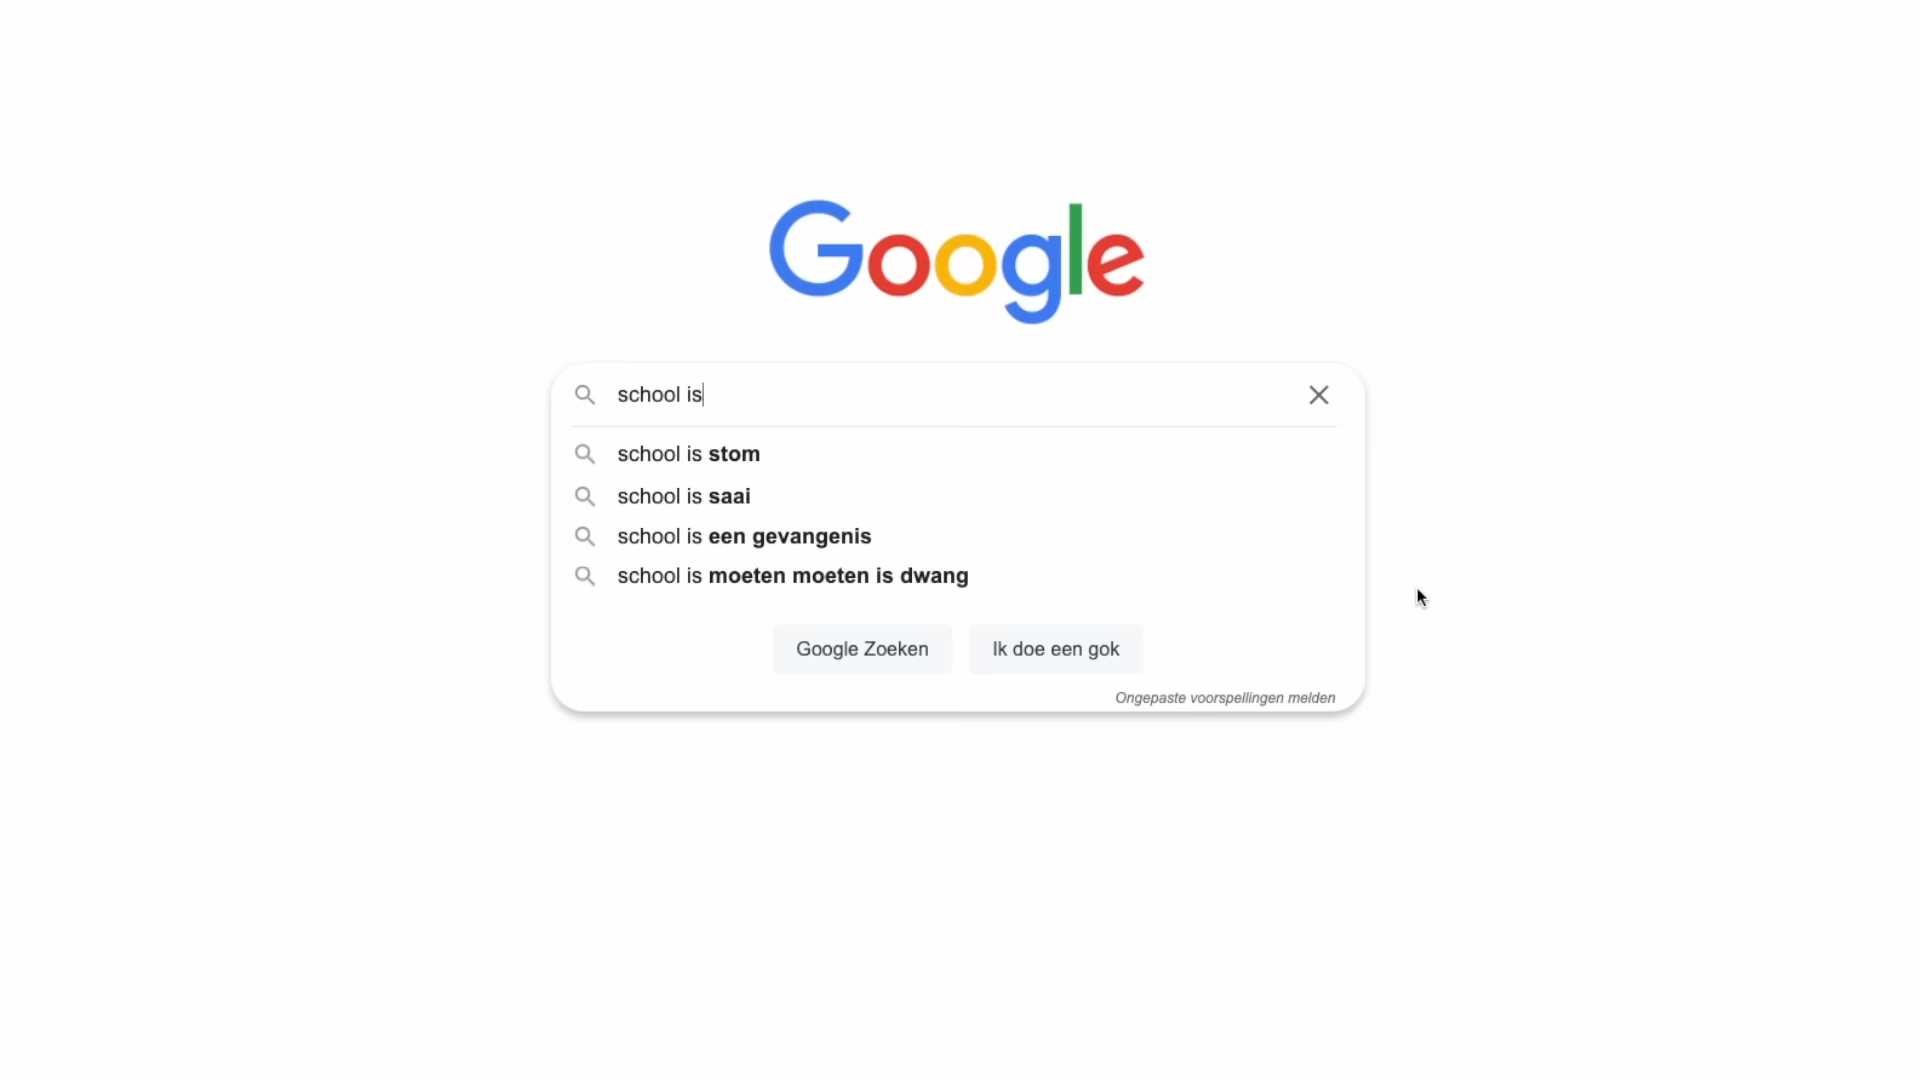 Google
school is
school is stom
school is saai
school is een gevangenis
school is moeten moeten is dwang
Google Zoeken
Ik doe een gok
Ongepaste voorspellingen melden